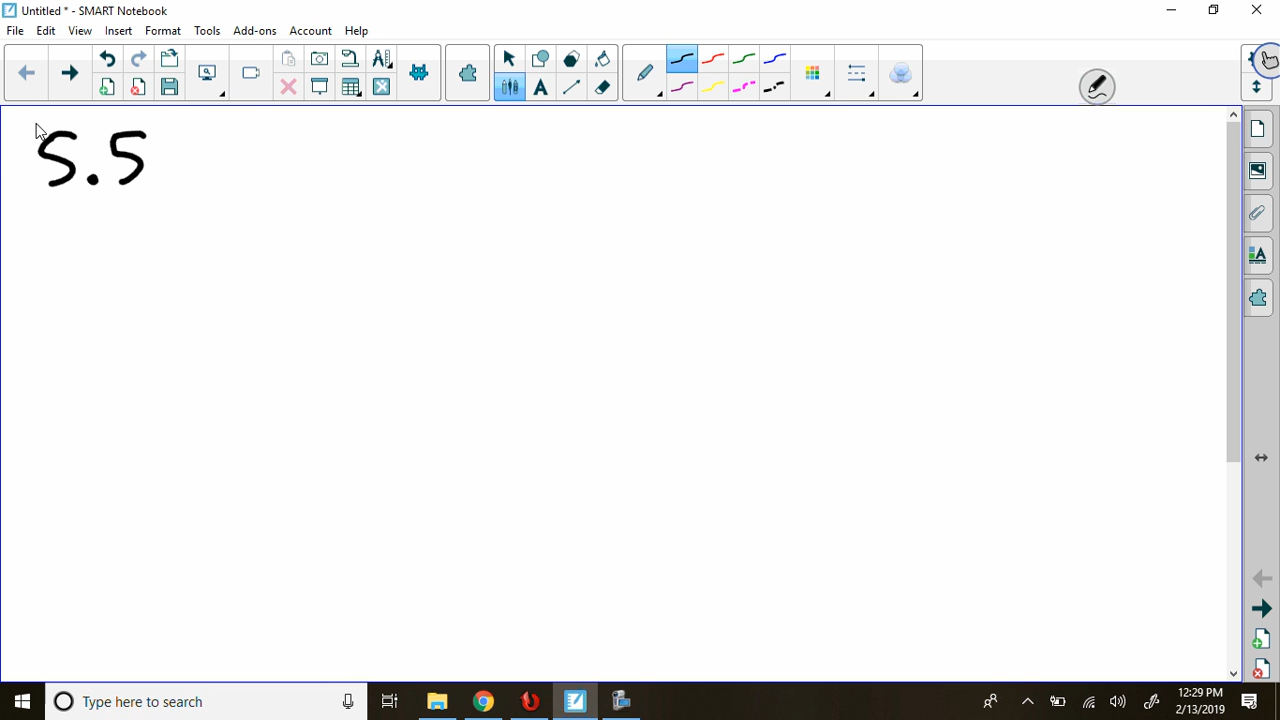 Untitled * - SMART Notebook
File Edit View Insert Format Tools Add-ons Account Help
5.5
Type here to search
12:29 PM
2/13/2019